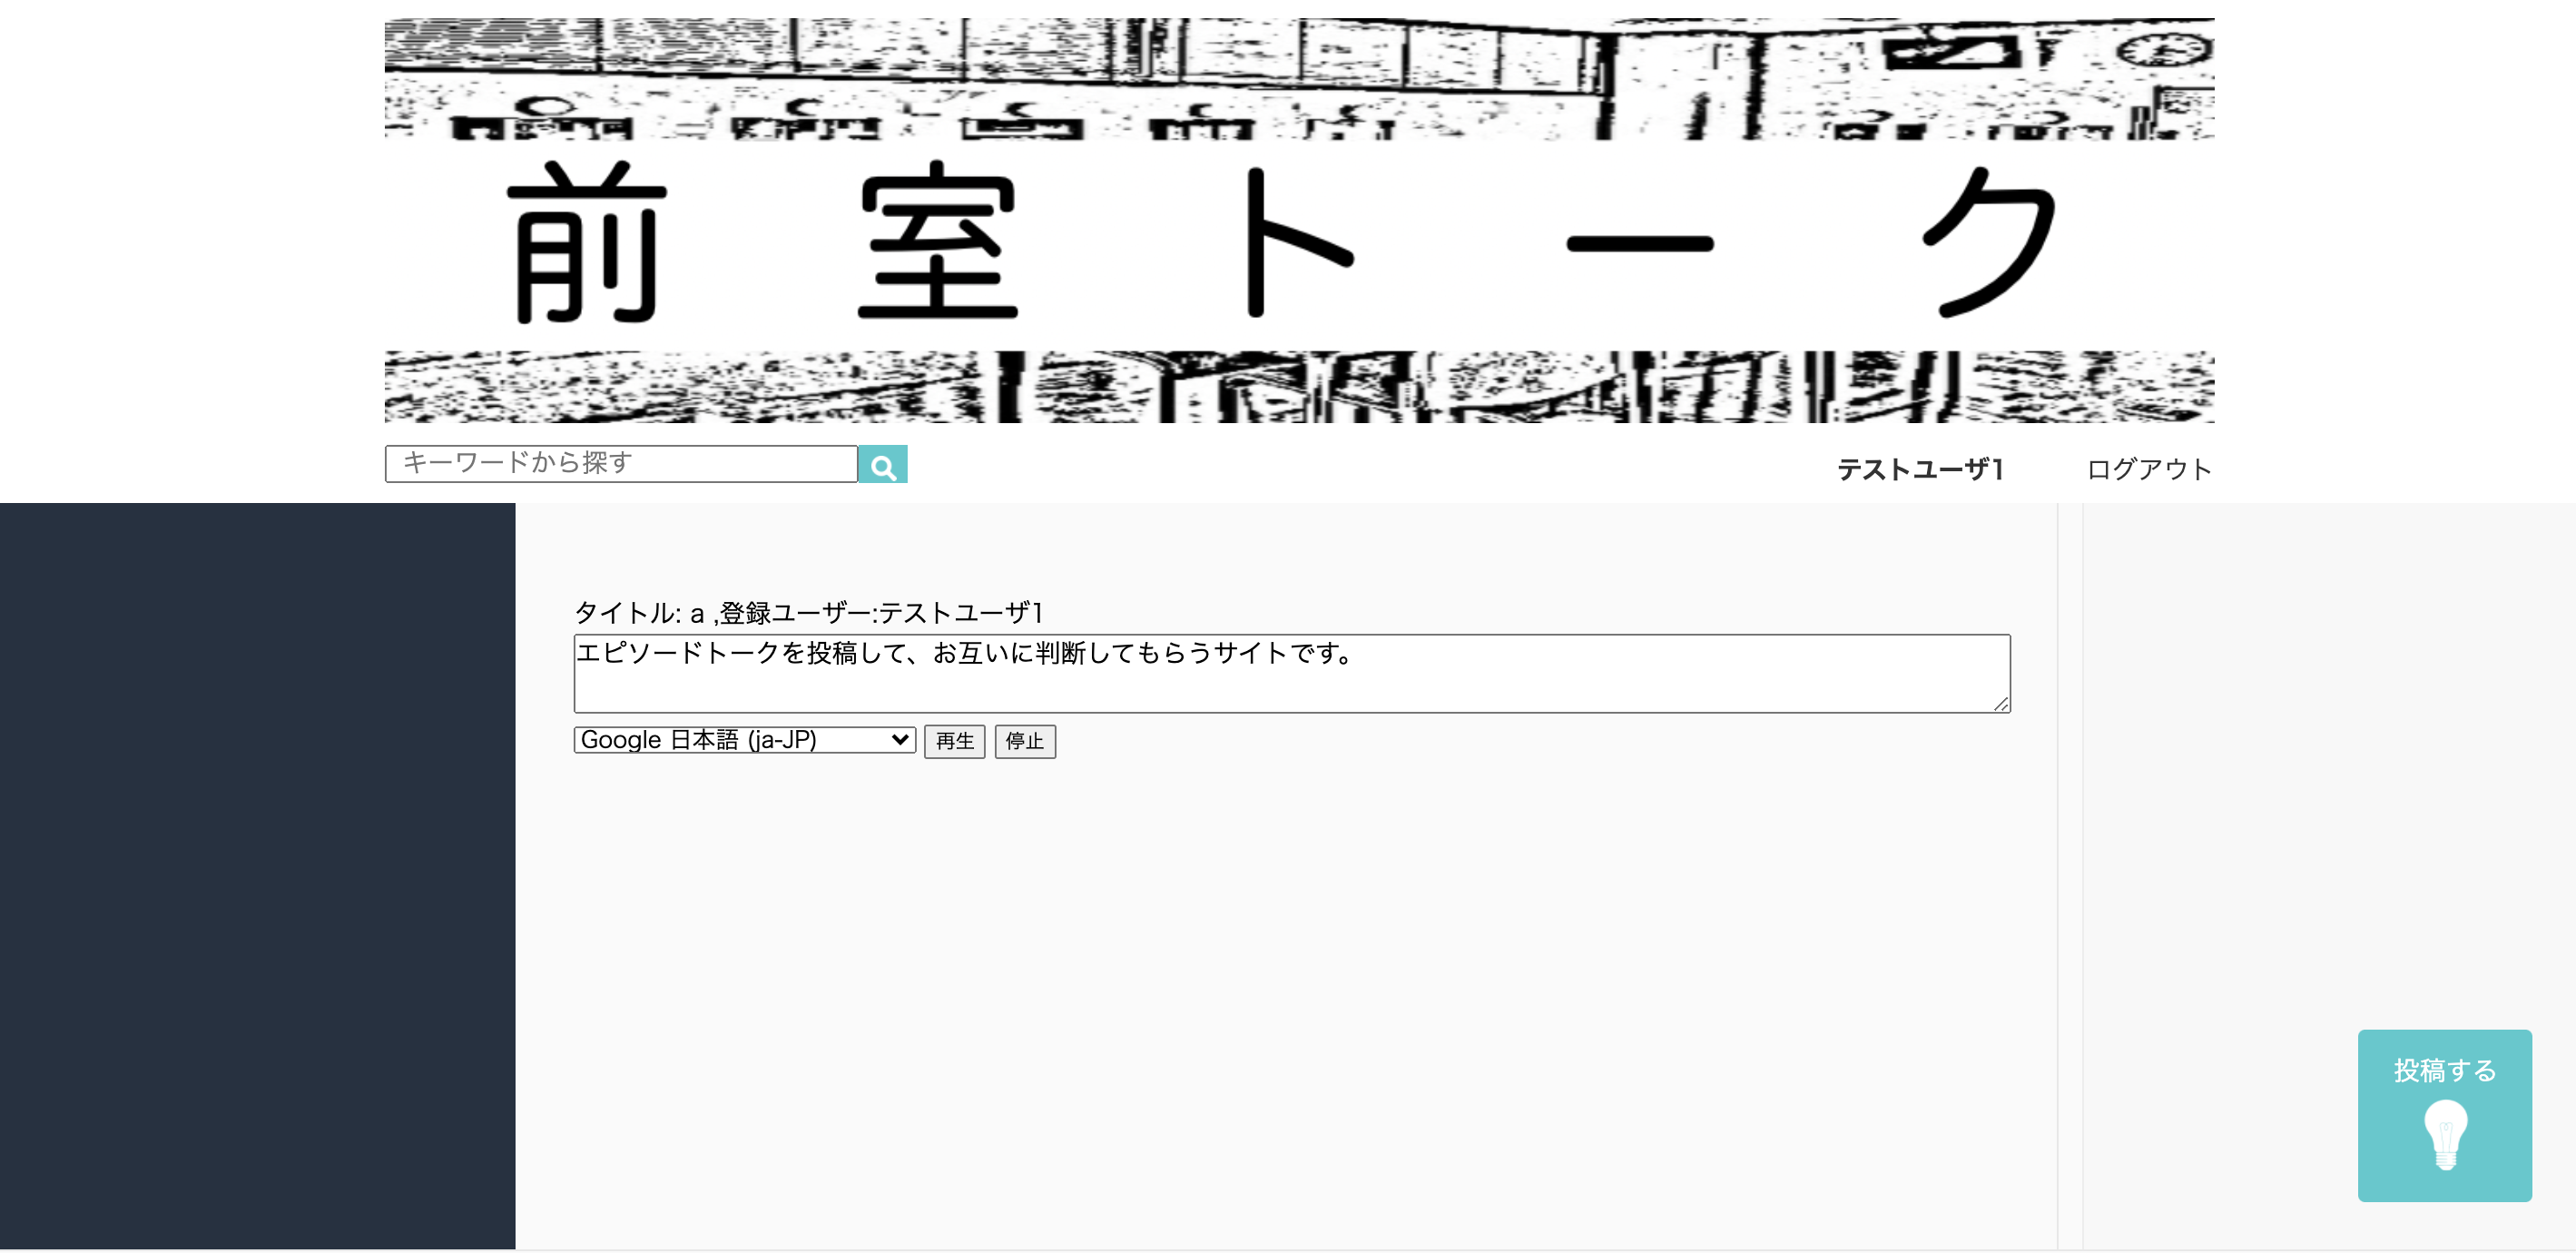 前室トーク
キーワードから探す
テストユーザ1 ログアウト
タイトル: a ,登録ユーザー:テストユーザ1
エピソードトークを投稿して、お互いに判断してもらうサイトです。
Google 日本語 (ja-JP) 再生 停止
投稿する